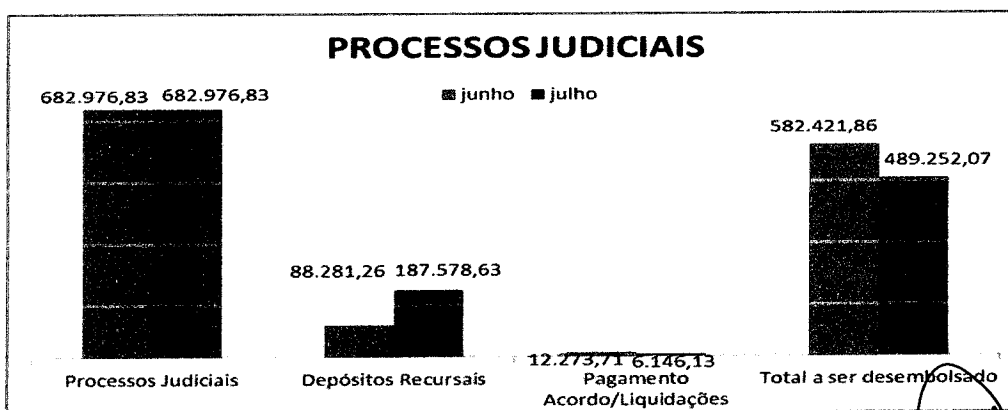 PROCESSOS JUDICIAIS
junho julho
682.976,83 682.976,83
582.421,86
489.252,07
88.281,26 187.578,63
12.273,71 6.146,13
Processos Judiciais
Depósitos Recursais
Pagamento
Acordo/Liquidações
Total a ser desembolsado